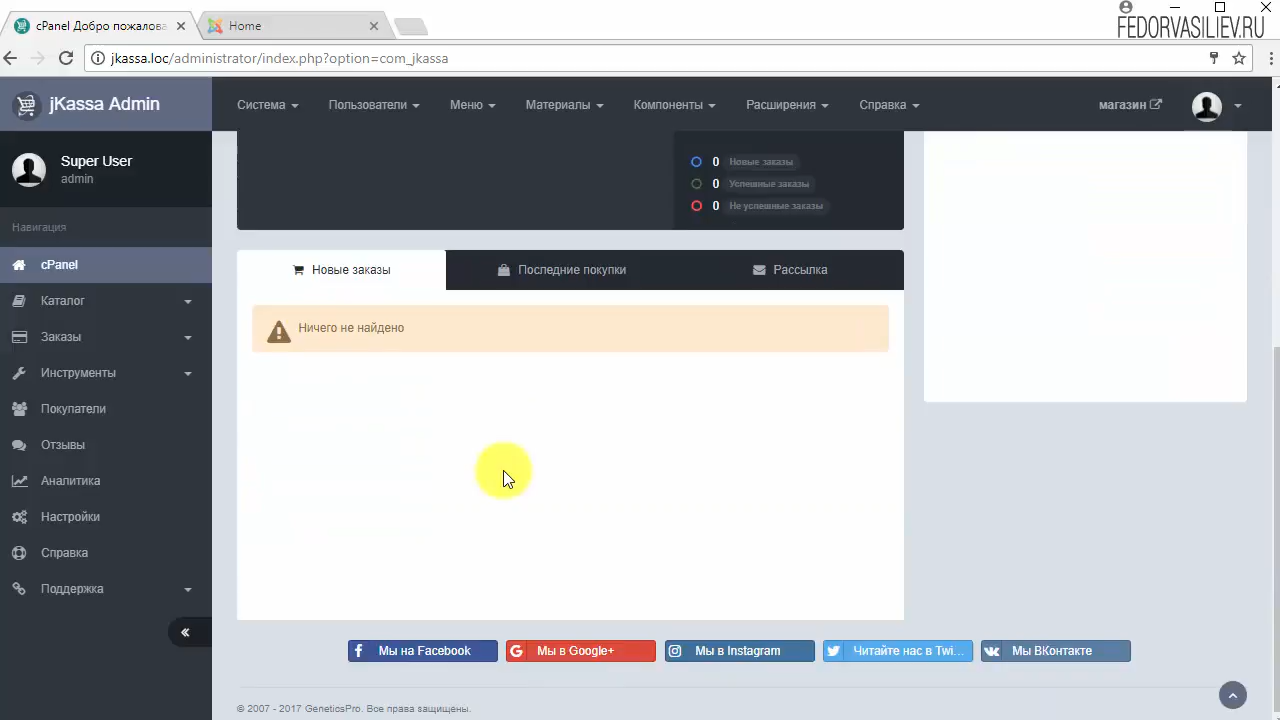 cPanel Добро пожалова
Home
FEDORVASILIEV.RU
jkassa.loc/administrator/index.php?option=com_jkassa
jKassa Admin
Система
Пользователи
Меню
Материалы
Компоненты
Расширения
Справка
магазин
Super User
admin
Навигация
cPanel
Каталог
Заказы
Инструменты
Покупатели
Отзывы
Аналитика
Настройки
Справка
Поддержка
0 Новые заказы
0 Успешные заказы
0 Не успешные заказы
Новые заказы
Последние покупки
Рассылка
Ничего не найдено
Мы на Facebook
Мы в Google+
Мы в Instagram
Читайте нас в Twi...
Мы ВКонтакте
© 2007 - 2017 GeneticsPro. Все права защищены.